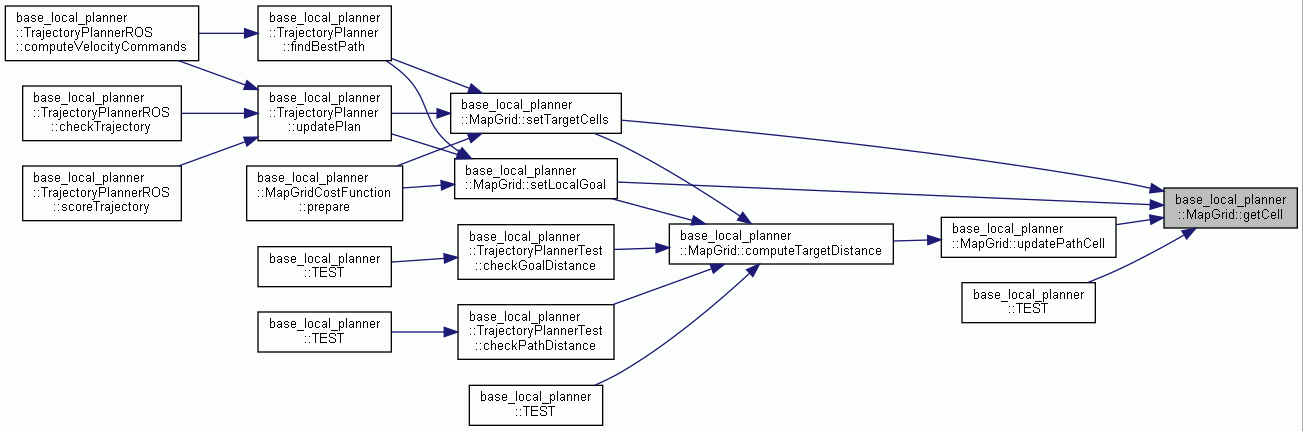 base_local_planner
::TrajectoryPlannerROS
::computeVelocityCommands
base_local_planner
::TrajectoryPlannerROS
::checkTrajectory
base_local_planner
::TrajectoryPlannerROS
::scoreTrajectory
base_local_planner
::TrajectoryPlanner
::findBestPath
base_local_planner
::TrajectoryPlanner
::updatePlan
base_local_planner
::MapGridCostFunction
::prepare
base_local_planner
::TEST
base_local_planner
::TEST
base_local_planner
::MapGrid::setTargetCells
base_local_planner
::MapGrid::setLocalGoal
base_local_planner
::TrajectoryPlannerTest
::checkGoalDistance
base_local_planner
::TrajectoryPlannerTest
::checkPathDistance
base_local_planner
::TEST
base_local_planner
::MapGrid::computeTargetDistance
base_local_planner
::MapGrid::updatePathCell
base_local_planner
::TEST
base_local_planner
::MapGrid::getCell